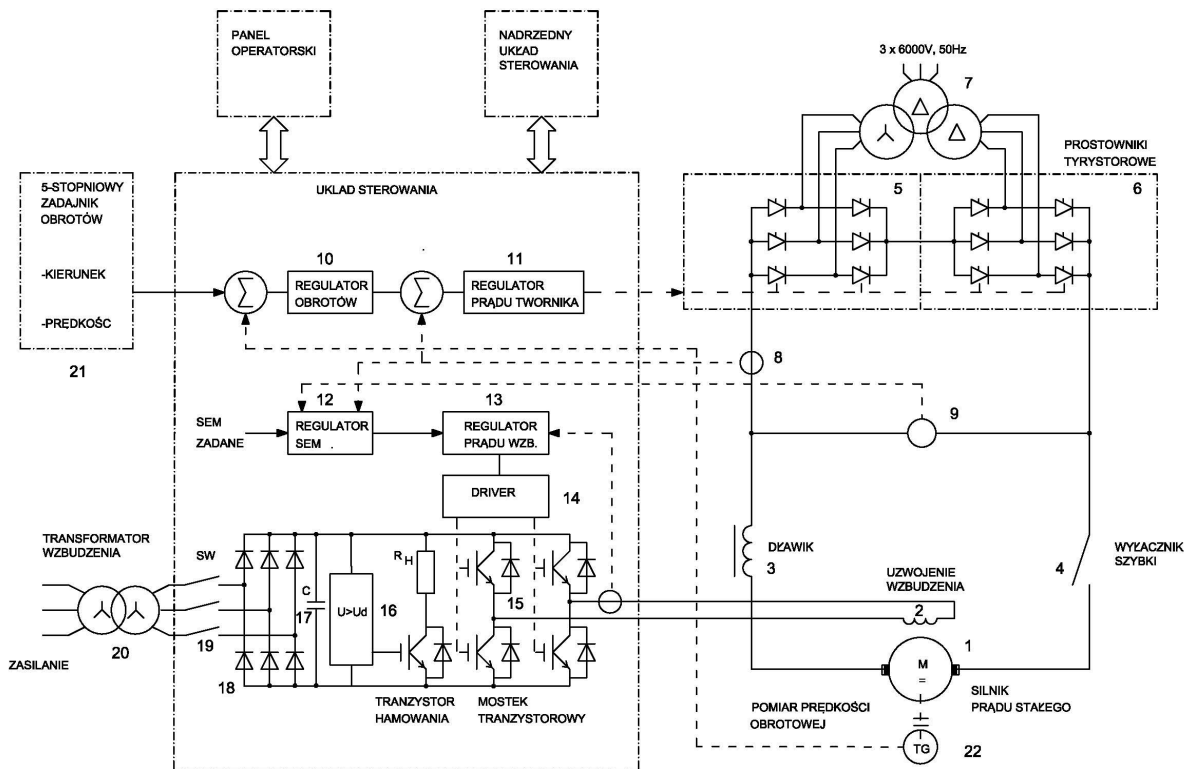 PANEL
OPERATORSKI
NADRZEDNY
UKŁAD
STEROWANIA
3 x 6000V, 50Hz
7
PROSTOWNIKI
TYRYSTOROWE
5-STOPNIOWY
ZADAJNIK
OBROTÓW
-KIERUNEK
-PRĘDKOŚC
21
UKLAD STEROWANIA
5
6
Σ
10
REGULATOR
OBROTÓW
Σ
11
REGULATOR
PRĄDU TWORNIKA
8
9
SEM
ZADANE
12
REGULATOR
SEM
13
REGULATOR
PRĄDU WZB.
DRIVER
14
TRANSFORMATOR
WZBUDZENIA
SW
ZASILANIE
20
19
18
C
17
U>Ud
16
R H
15
TRANZYSTOR
HAMOWANIA
MOSTEK
TRANZYSTOROWY
DŁAWIK
3
4
WYŁACZNIK
SZYBKI
UZWOJENIE
WZBUDZENIA
2
1
M
=
SILNIK
PRĄDU STAŁEGO
POMIAR PRĘDKOŚCI
OBROTOWEJ
TG
22